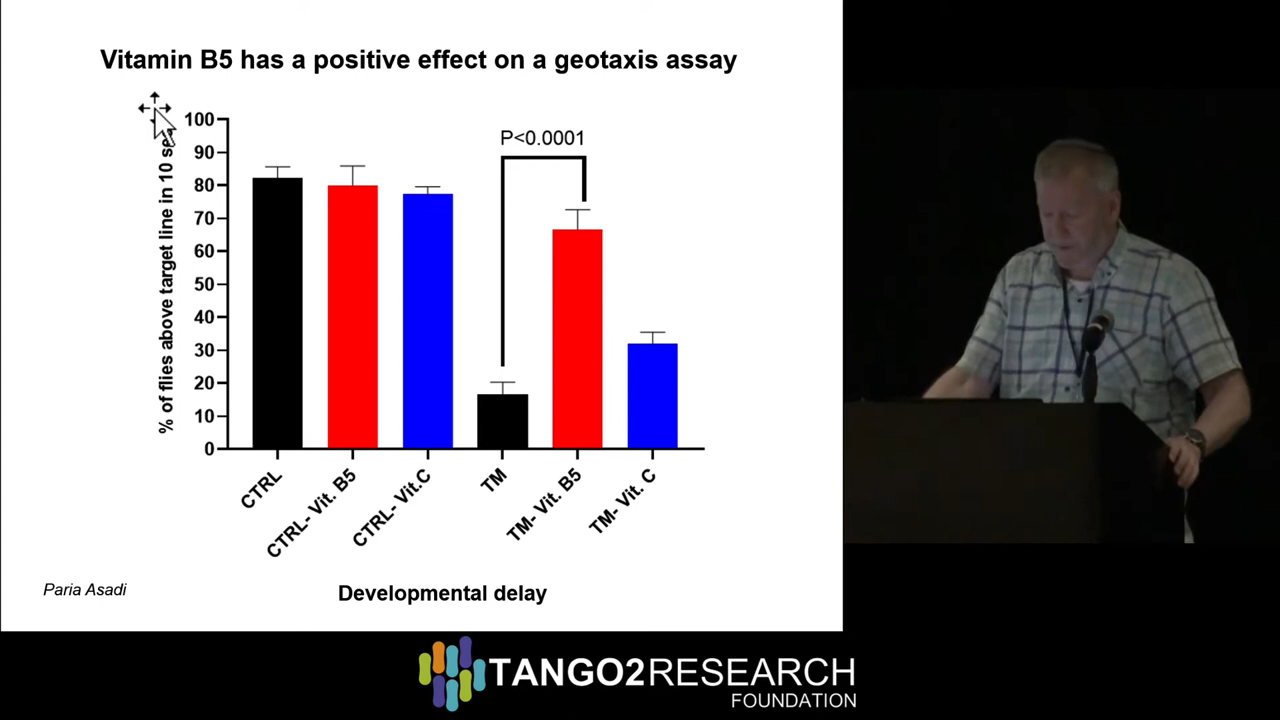 Vitamin B5 has a positive effect on a geotaxis assay
% of flies above target line in 10
P<0.0001
100
90
80
70
60
50
40
30
20
10
0
CTRL
CTRL- Vit. B5
CTRL- Vit.C
TM
TM- Vit. B5
TM- Vit. C
Paria Asadi
Developmental delay
TANGO2RESEARCH
FOUNDATION